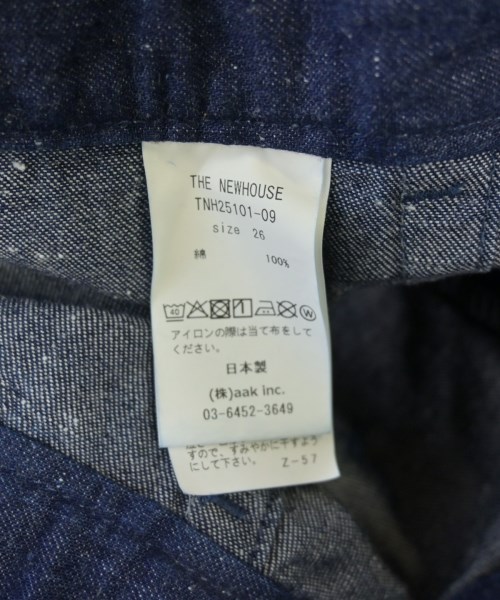 THE NEWHOUSE
TNH25101-09
size 26
綿 100%
40 W
アイロンの際は当て布をして
ください。
日本製
(株)aak inc.
03-6452-3649
すので、すみやかに干すよう
にして下さい。 Z-57